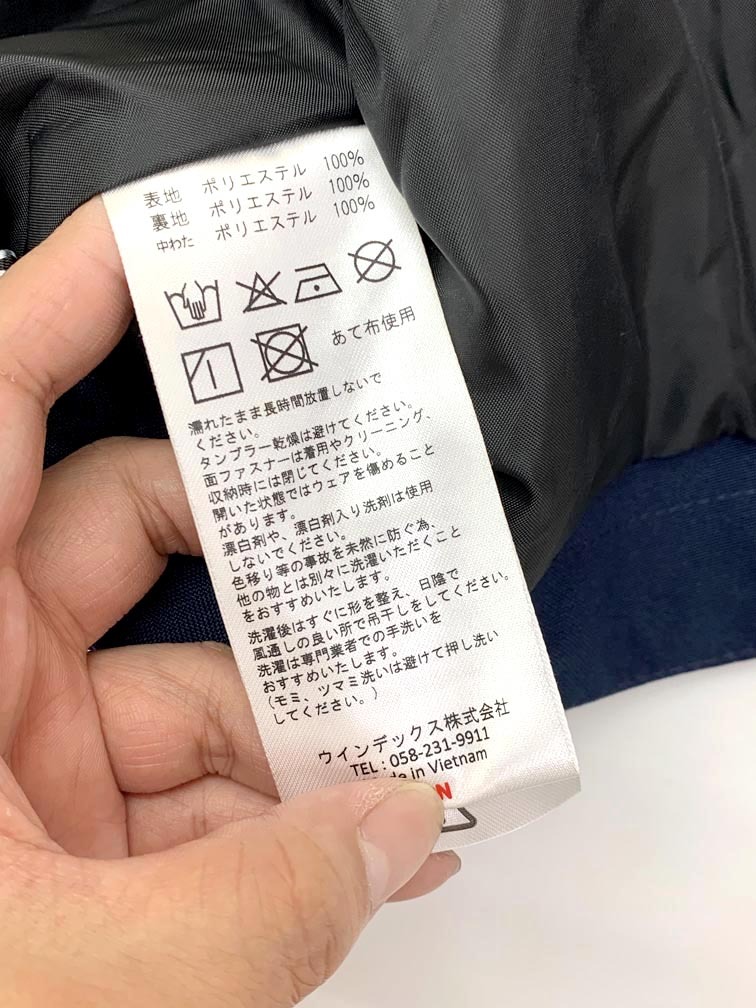 表地 ポリエステル 100%
裏地 ポリエステル 100%
中わた ポリエステル 100%
あて布使用
濡れたまま長時間放置しないで
ください。
タンブラー乾燥は避けてください。
面ファスナーは着用やクリーニング、
収納時には閉じてください。
開いた状態ではウェアを傷めること
があります。
漂白剤や、漂白剤入り洗剤は使用
しないでください。
色移り等の事故を未然に防ぐ為、
他の物とは別々に洗濯いただくこと
をおすすめいたします。
洗濯後はすぐに形を整え、日陰で
風通しの良い所で吊干しをしてください。
洗濯は専門業者での手洗いを
おすすめいたします。
(モミ、ツマミ洗いは避けて押し洗い
してください。)
ウインデックス株式会社
TEL : 058-231-9911
in Vietnam